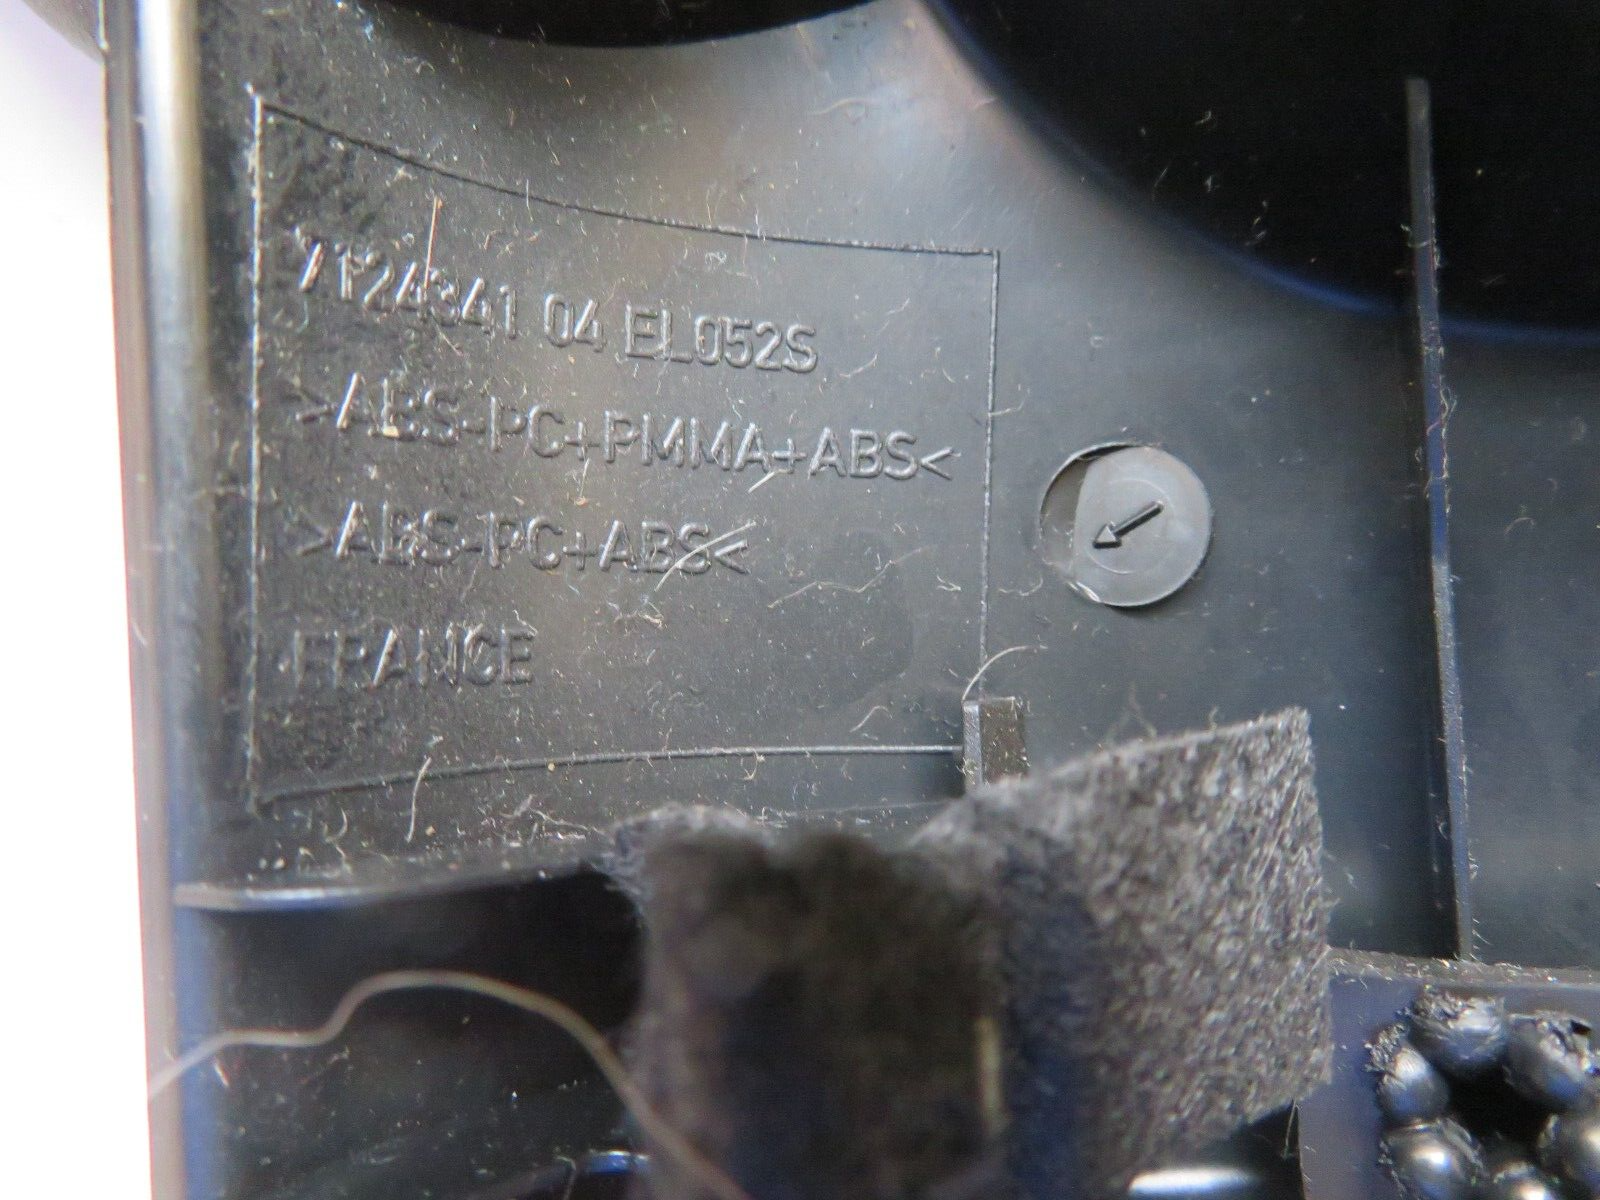 7124341 04 EL052S
>ABS-PC+PMMA+ABS<
>ABS-PC+ABS<
FRANCE